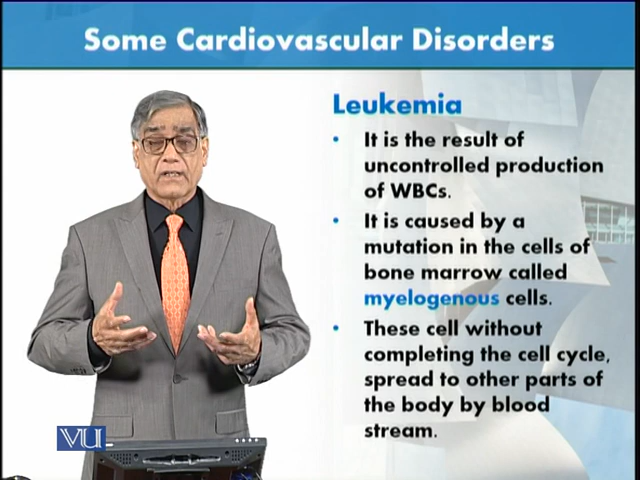 Some Cardiovascular Disorders
Leukemia
• It is the result of
uncontrolled production
of WBCs.
• It is caused by a
mutation in the cells of
bone marrow called
myelogenous cells.
• These cell without
completing the cell cycle,
spread to other parts of
the body by blood
stream.
VU